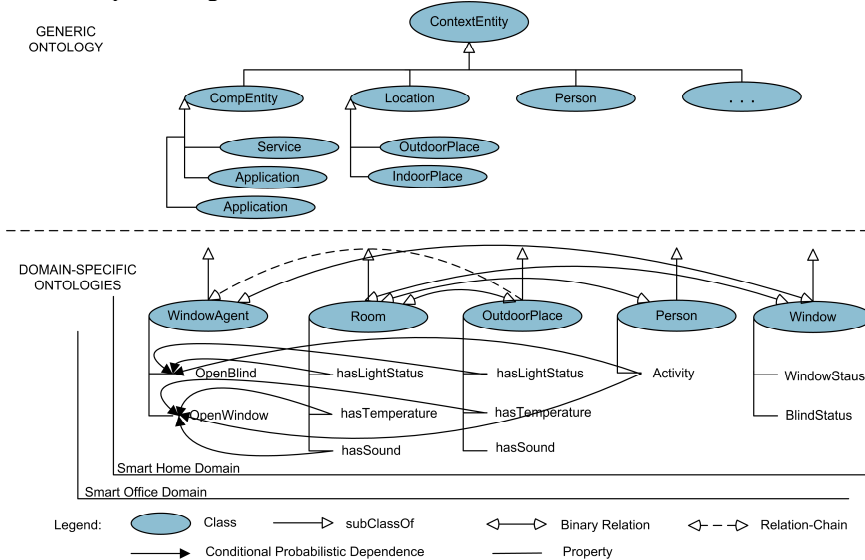 GENERIC
ONTOLOGY
ContextEntity
CompEntity
Location
Person
. . .
Service
OutdoorPlace
Application
IndoorPlace
Application
DOMAIN-SPECIFIC
ONTOLOGIES
WindowAgent
Room
OutdoorPlace
Person
Window
OpenBlind
hasLightStatus
hasLightStatus
Activity
WindowStaus
OpenWindow
hasTemperature
hasTemperature
BlindStatus
hasSound
hasSound
Smart Home Domain
Smart Office Domain
Legend:
Class
subClassOf
Binary Relation
Relation-Chain
Conditional Probabilistic Dependence
Property